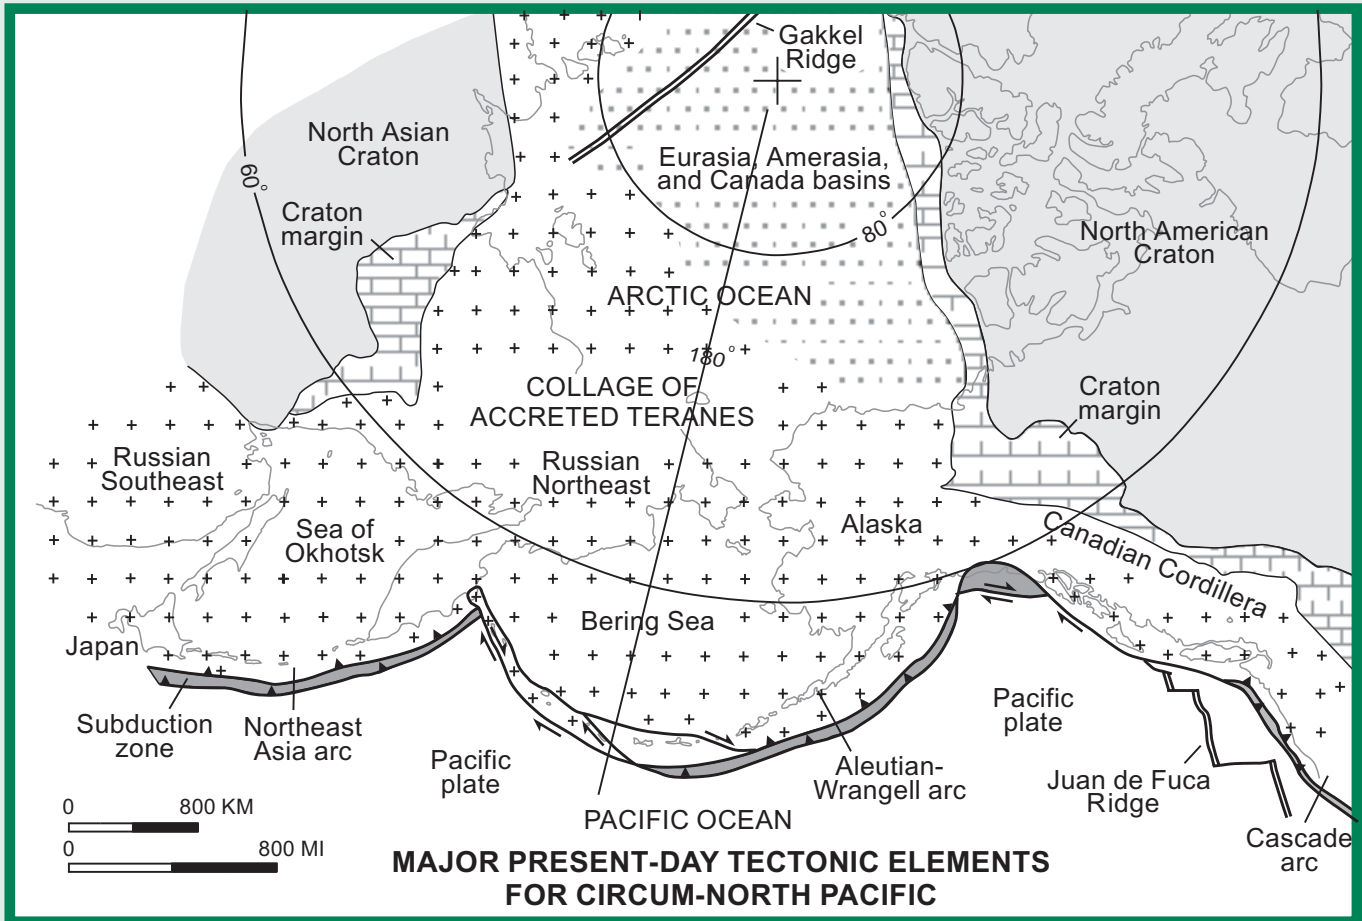 Gakkel
Ridge
North Asian
Craton
60°
Eurasia, Amerasia,
and Canada basins
Craton
margin
80°
North American
Craton
ARCTIC OCEAN
180°
COLLAGE OF
ACCRETED TERANES
Craton
margin
Russian
Southeast
Russian
Northeast
Sea of
Okhotsk
Alaska
Canadian Cordillera
Bering Sea
Japan
Subduction
zone
Northeast
Asia arc
Pacific
plate
Pacific
plate
Aleutian-
Wrangell arc
Juan de Fuca
Ridge
Cascade
arc
0 800 KM
0 800 MI
PACIFIC OCEAN
MAJOR PRESENT-DAY TECTONIC ELEMENTS
FOR CIRCUM-NORTH PACIFIC